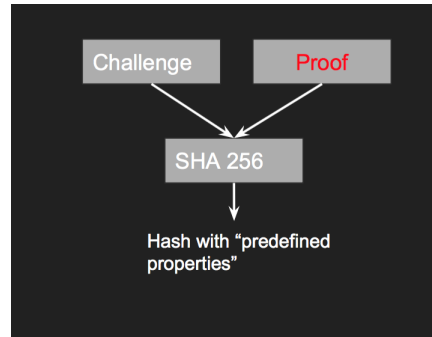 Challenge
Proof
SHA 256
Hash with “predefined
properties”